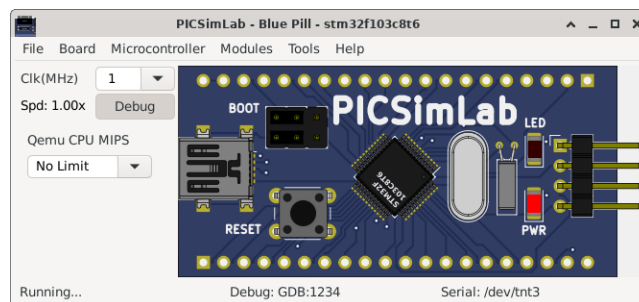 PICSimLab - Blue Pill - stm32f103c8t6
File Board Microcontroller Modules Tools Help
Clk(MHz) 1
Spd: 1.00x Debug
Qemu CPU MIPS
No Limit
BOOT
PICSimLab
LED
STM32F
103C8T6
RESET
PWR
Running... Debug: GDB:1234 Serial: /dev/tnt3